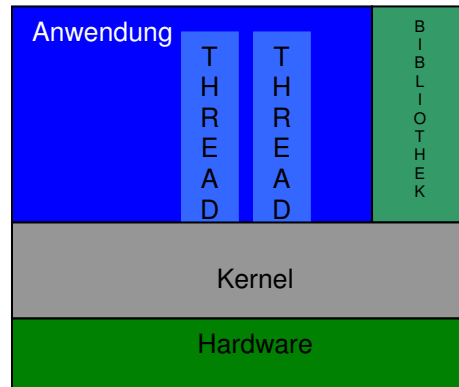 Anwendung
THREAD
THREAD
BIBLIOTHEK
Kernel
Hardware